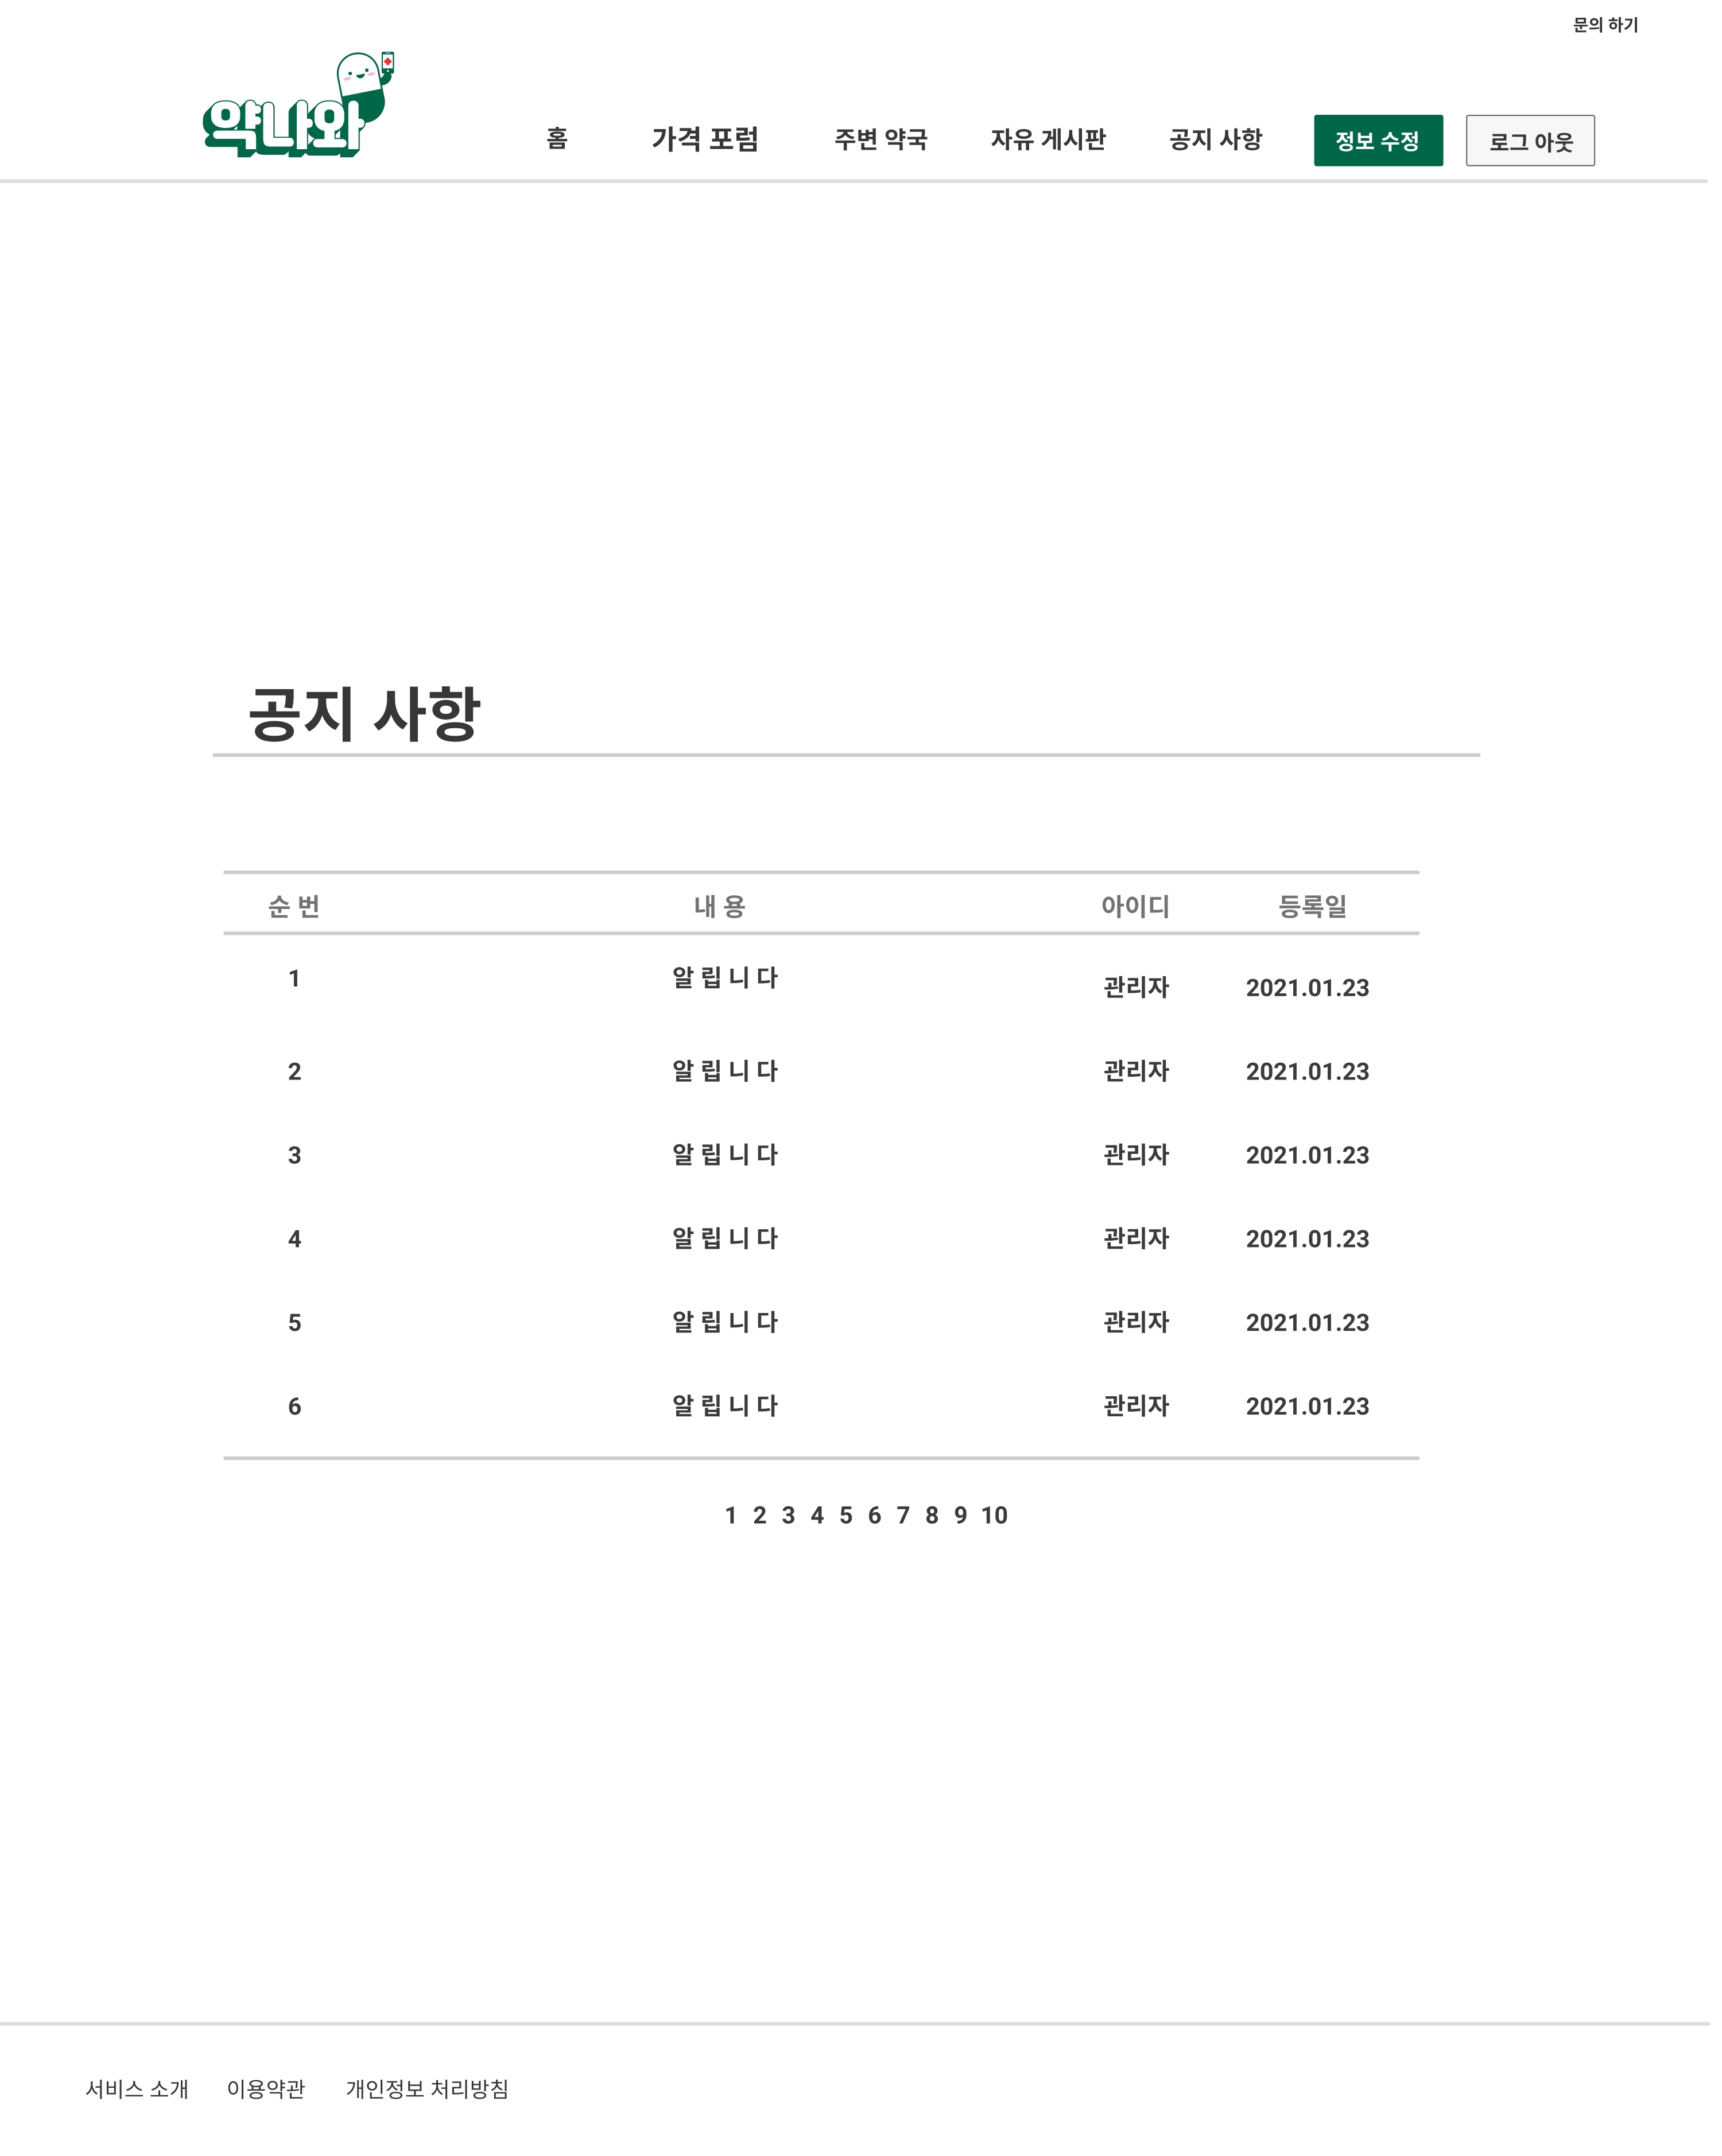 문의 하기
약나와
홈 가격 포럼 주변 약국 자유 게시판 공지 사항 정보 수정 로그 아웃
공지 사항
순 번 내 용 아이디 등록일
1 알 립 니 다 관리자 2021.01.23
2 알 립 니 다 관리자 2021.01.23
3 알 립 니 다 관리자 2021.01.23
4 알 립 니 다 관리자 2021.01.23
5 알 립 니 다 관리자 2021.01.23
6 알 립 니 다 관리자 2021.01.23
1 2 3 4 5 6 7 8 9 10
서비스 소개 이용약관 개인정보 처리방침